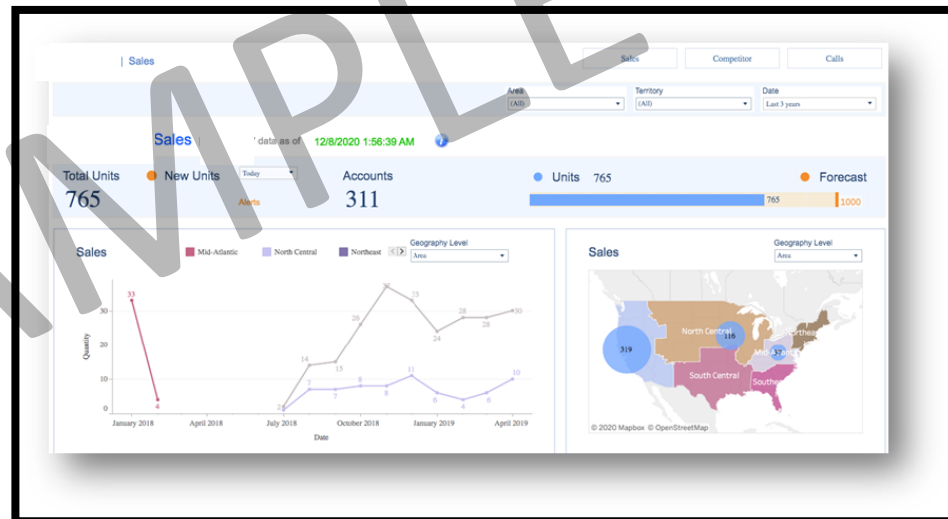 SAMPLE
| Sales
Sales Competitor Calls
Area Territory Date
(All) (All) Last 3 years
Sales | data as of 12/8/2020 1:56:39 AM
Total Units New Units Today Accounts Units 765 Forecast
765 Alerts 311 765 1000
Sales Mid-Atlantic North Central Northeast Geography Level
Area
Sales Geography Level
Area
33
30
20
10
0
Quantity
4
2
14
7
13
7
26
8
8
33
11
24
6
28
4
28
6
30
10
January 2018 April 2018 July 2018 October 2018 January 2019 April 2019
Date
319
North Central
116
South Central
© 2020 Mapbox © OpenStreetMap